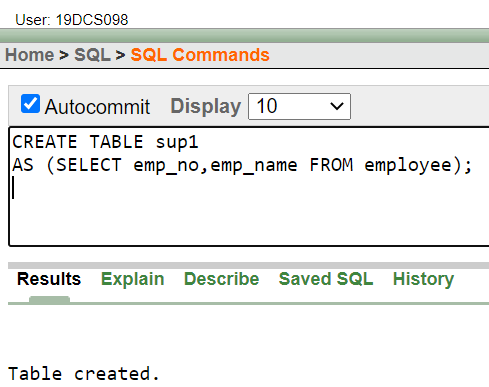 User: 19DCS098
Home > SQL > SQL Commands
Autocommit Display 10
CREATE TABLE sup1
AS (SELECT emp_no,emp_name FROM employee);
Results Explain Describe Saved SQL History
Table created.